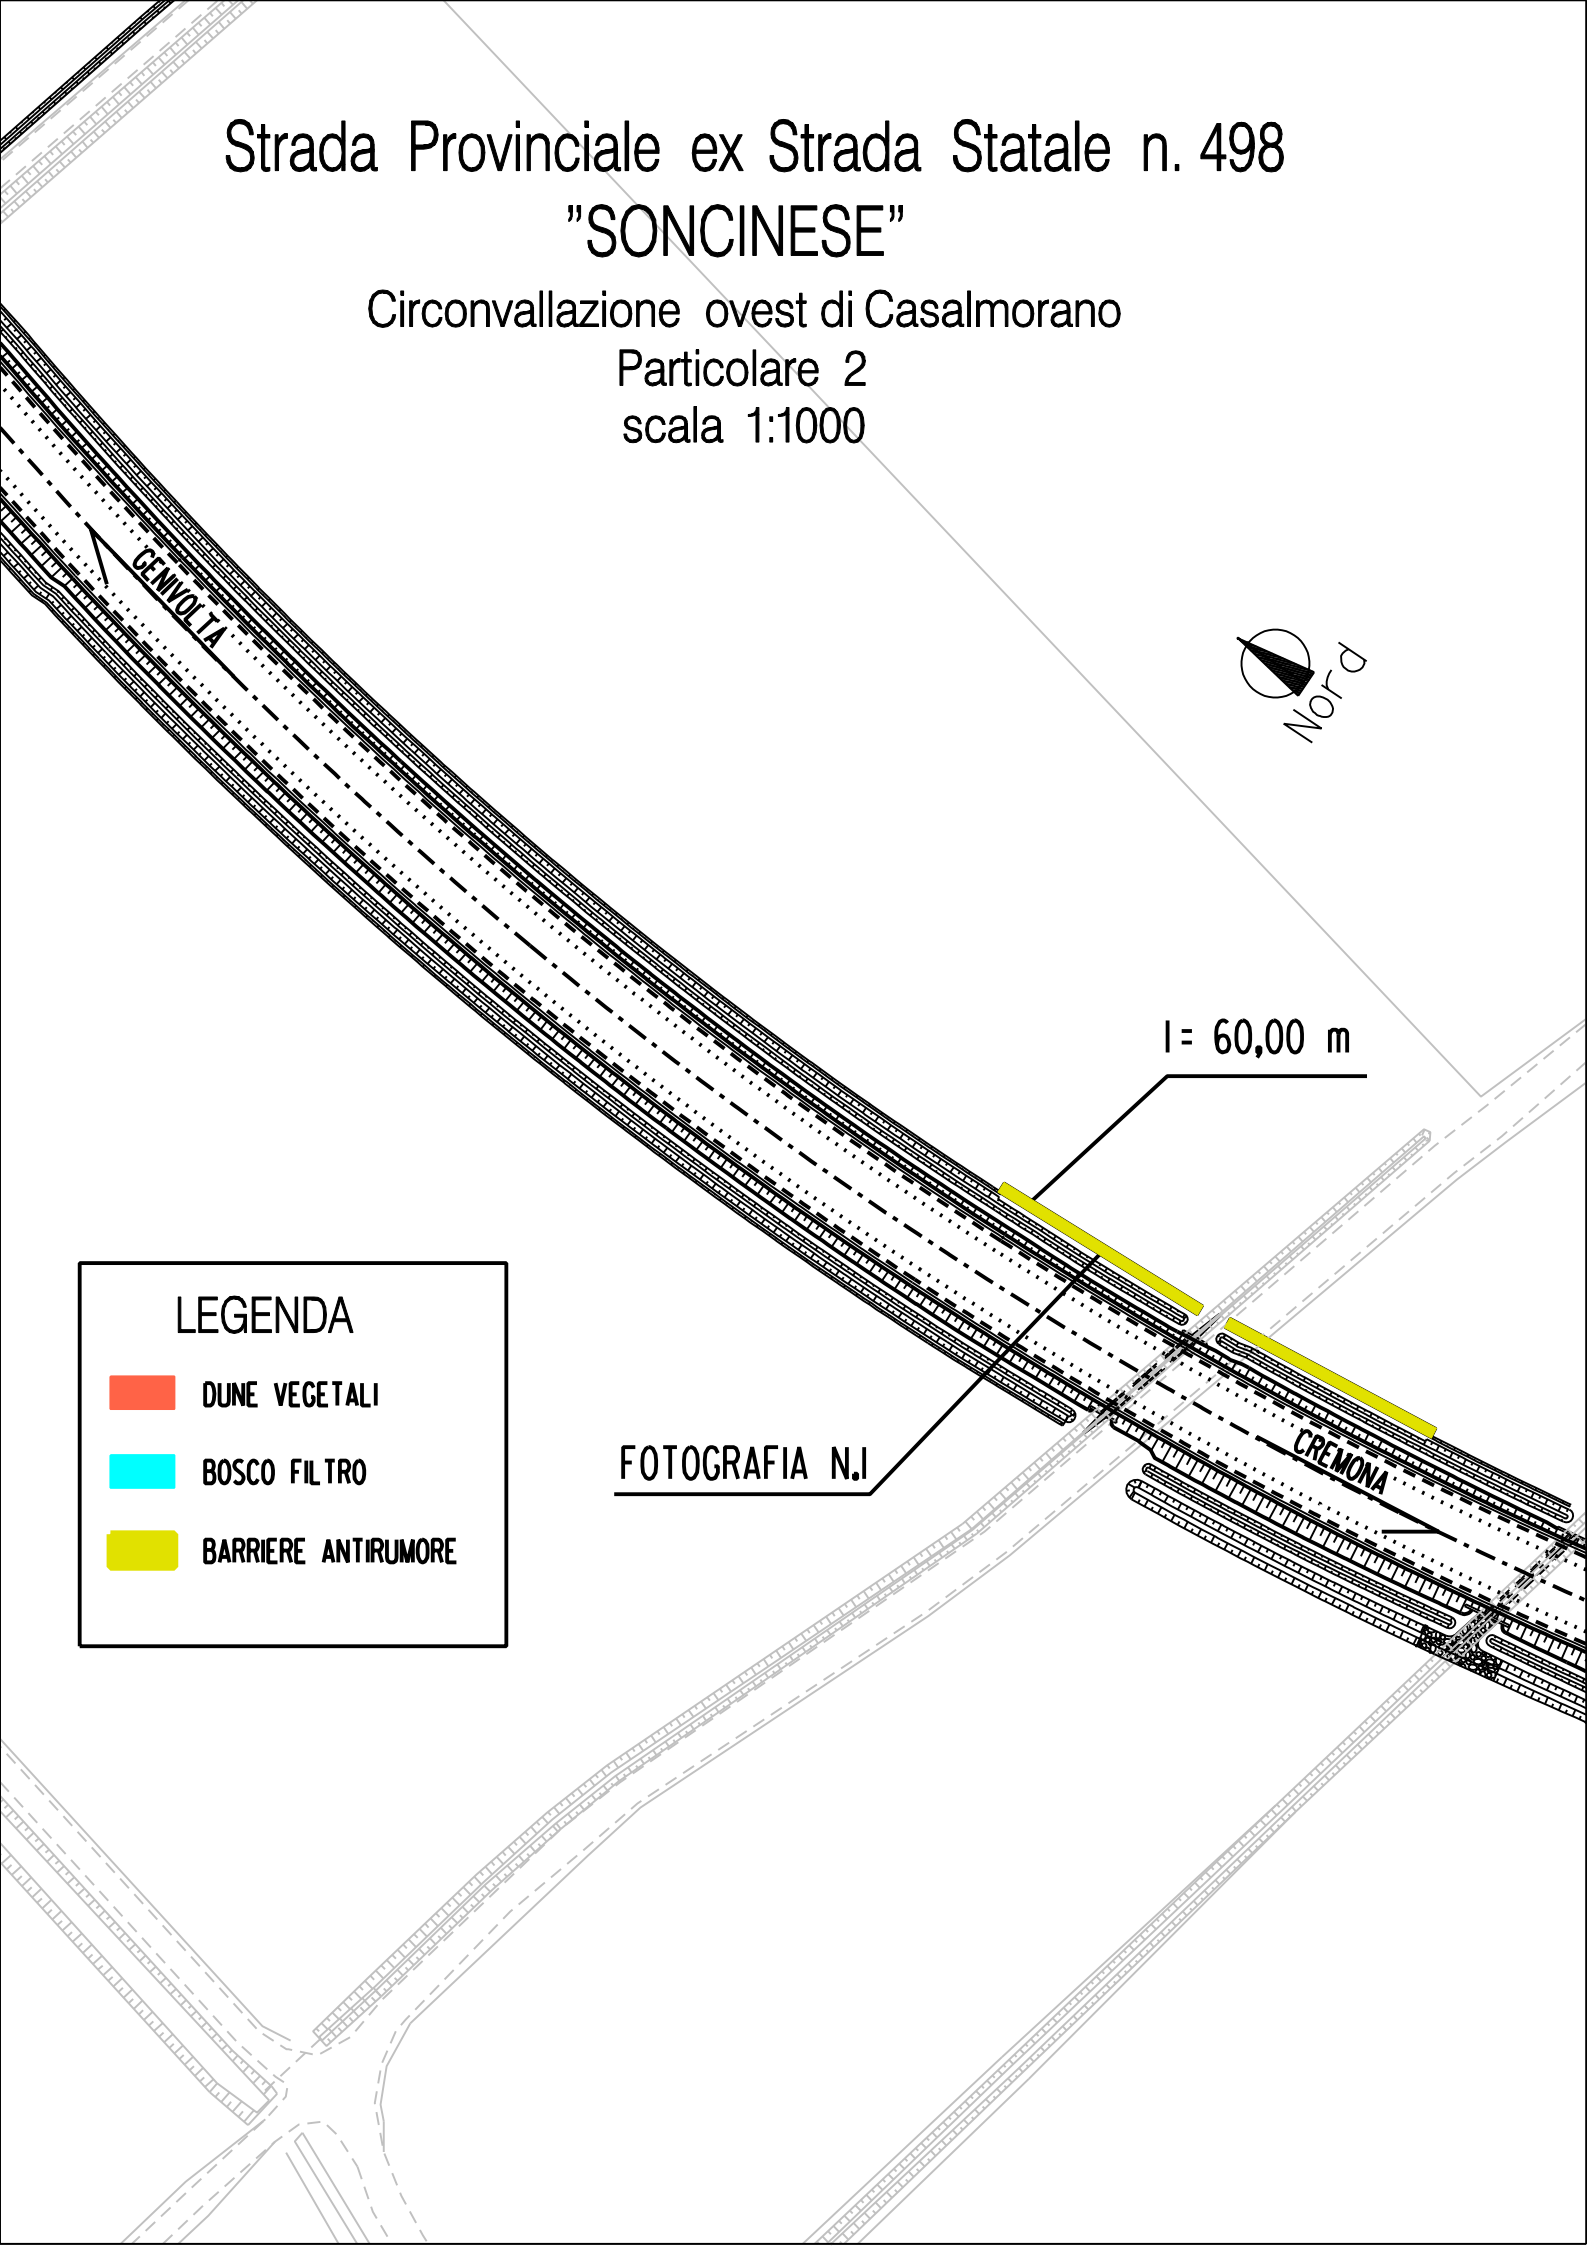 Strada Provinciale ex Strada Statale n. 498
”SONCINESE”
Circonvallazione ovest di Casalmorano
Particolare 2
scala 1:1000
GENIVOLTA
Nord
l= 60,00 m
LEGENDA
DUNE VEGETALI
BOSCO FILTRO
BARRIERE ANTIRUMORE
FOTOGRAFIA N.1
CREMONA